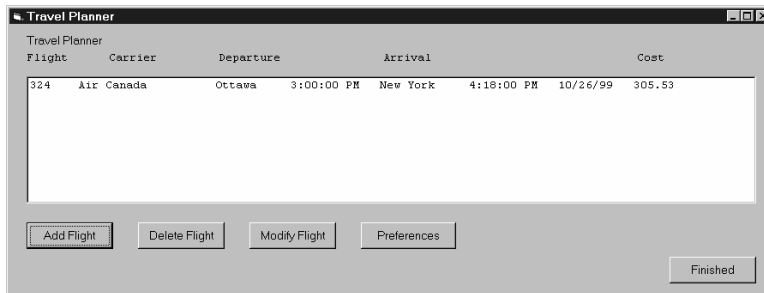 Travel Planner
Travel Planner
Flight Carrier Departure Arrival Cost
324 Air Canada Ottawa 3:00:00 PM New York 4:18:00 PM 10/26/99 305.53
Add Flight Delete Flight Modify Flight Preferences
Finished